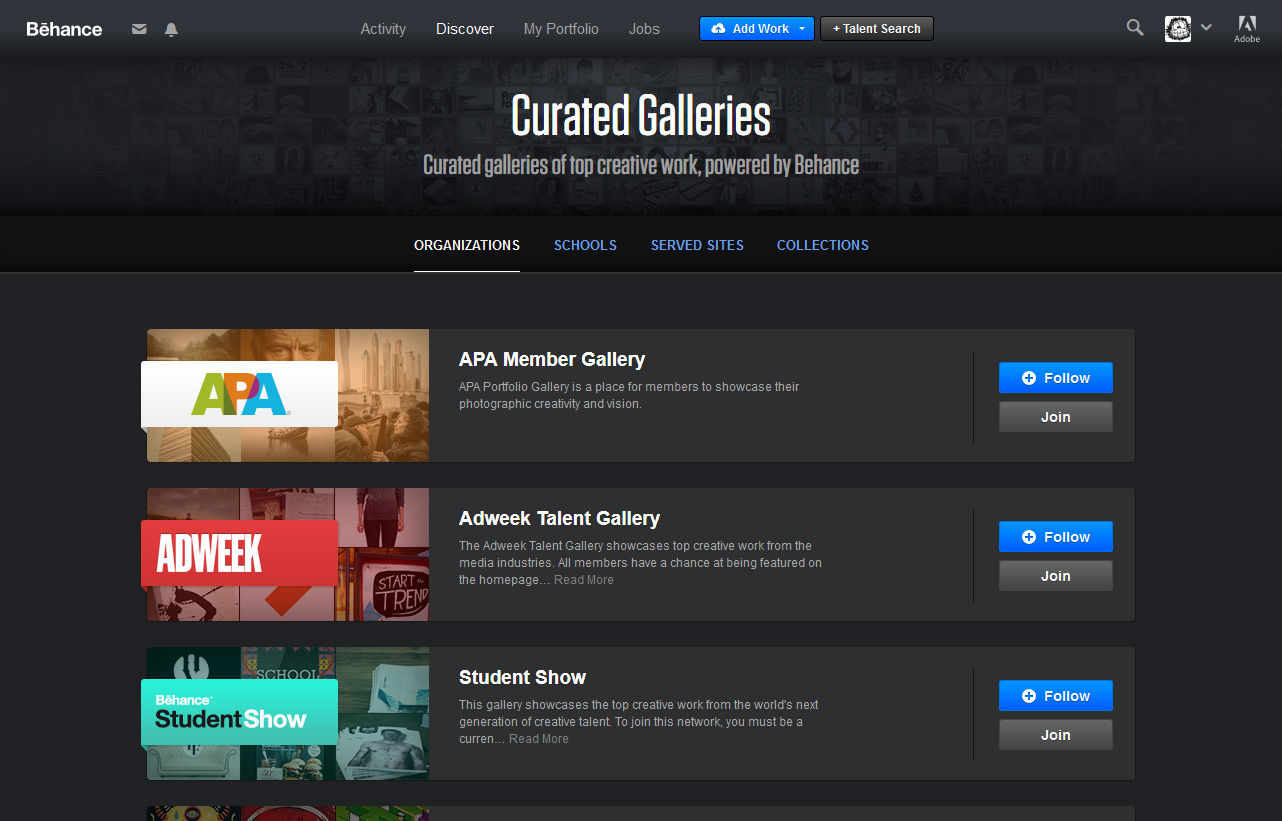 Bēhance
Activity
Discover
My Portfolio
Jobs
Add Work
+ Talent Search
Adobe
Curated Galleries
Curated galleries of top creative work, powered by Behance
ORGANIZATIONS
SCHOOLS
SERVED SITES
COLLECTIONS
APA
APA Member Gallery
APA Portfolio Gallery is a place for members to showcase their
photographic creativity and vision.
Follow
Join
ADWEEK
START the
TREND
Adweek Talent Gallery
The Adweek Talent Gallery showcases top creative work from the
media industries. All members have a chance at being featured on
the homepage... Read More
Follow
Join
SCHOOL
Bēhance
StudentShow
Student Show
This gallery showcases the top creative work from the world's next
generation of creative talent. To join this network, you must be a
curren... Read More
Follow
Join